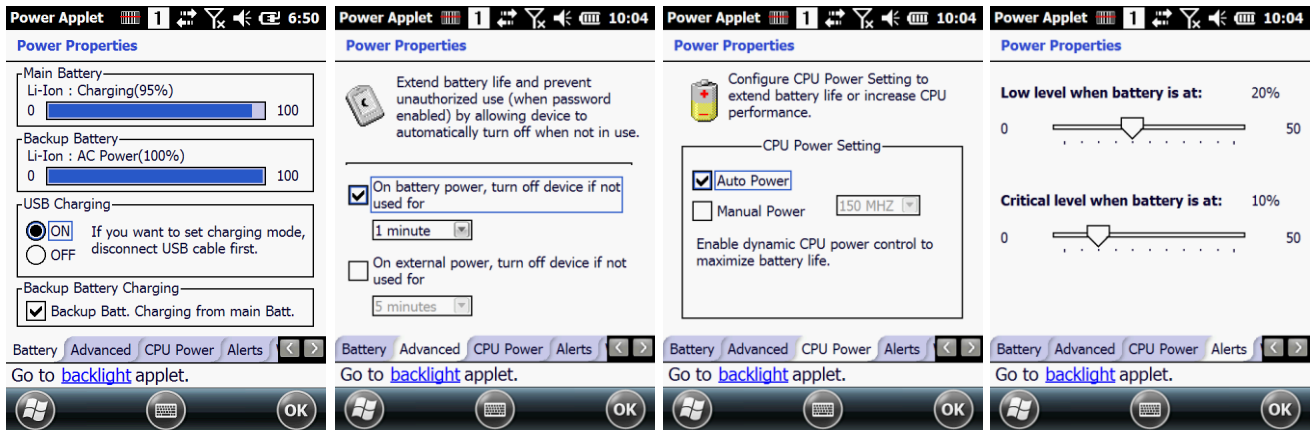 Power Applet 1 6:50
Power Properties
Main Battery
Li-Ion : Charging(95%)
0 100
Backup Battery
Li-Ion : AC Power(100%)
0 100
USB Charging
ON
OFF
If you want to set charging mode,
disconnect USB cable first.
Backup Battery Charging
Backup Batt. Charging from main Batt.
Battery Advanced CPU Power Alerts
Go to backlight applet.
OK
Power Applet 1 10:04
Power Properties
Extend battery life and prevent
unauthorized use (when password
enabled) by allowing device to
automatically turn off when not in use.
On battery power, turn off device if not
used for
1 minute
On external power, turn off device if not
used for
5 minutes
Battery Advanced CPU Power Alerts
Go to backlight applet.
OK
Power Applet 1 10:04
Power Properties
Configure CPU Power Setting to
extend battery life or increase CPU
performance.
CPU Power Setting
Auto Power
Manual Power 150 MHZ
Enable dynamic CPU power control to
maximize battery life.
Battery Advanced CPU Power Alerts
Go to backlight applet.
OK
Power Applet 1 10:04
Power Properties
Low level when battery is at: 20%
0 50
Critical level when battery is at: 10%
0 50
Battery Advanced CPU Power Alerts
Go to backlight applet.
OK